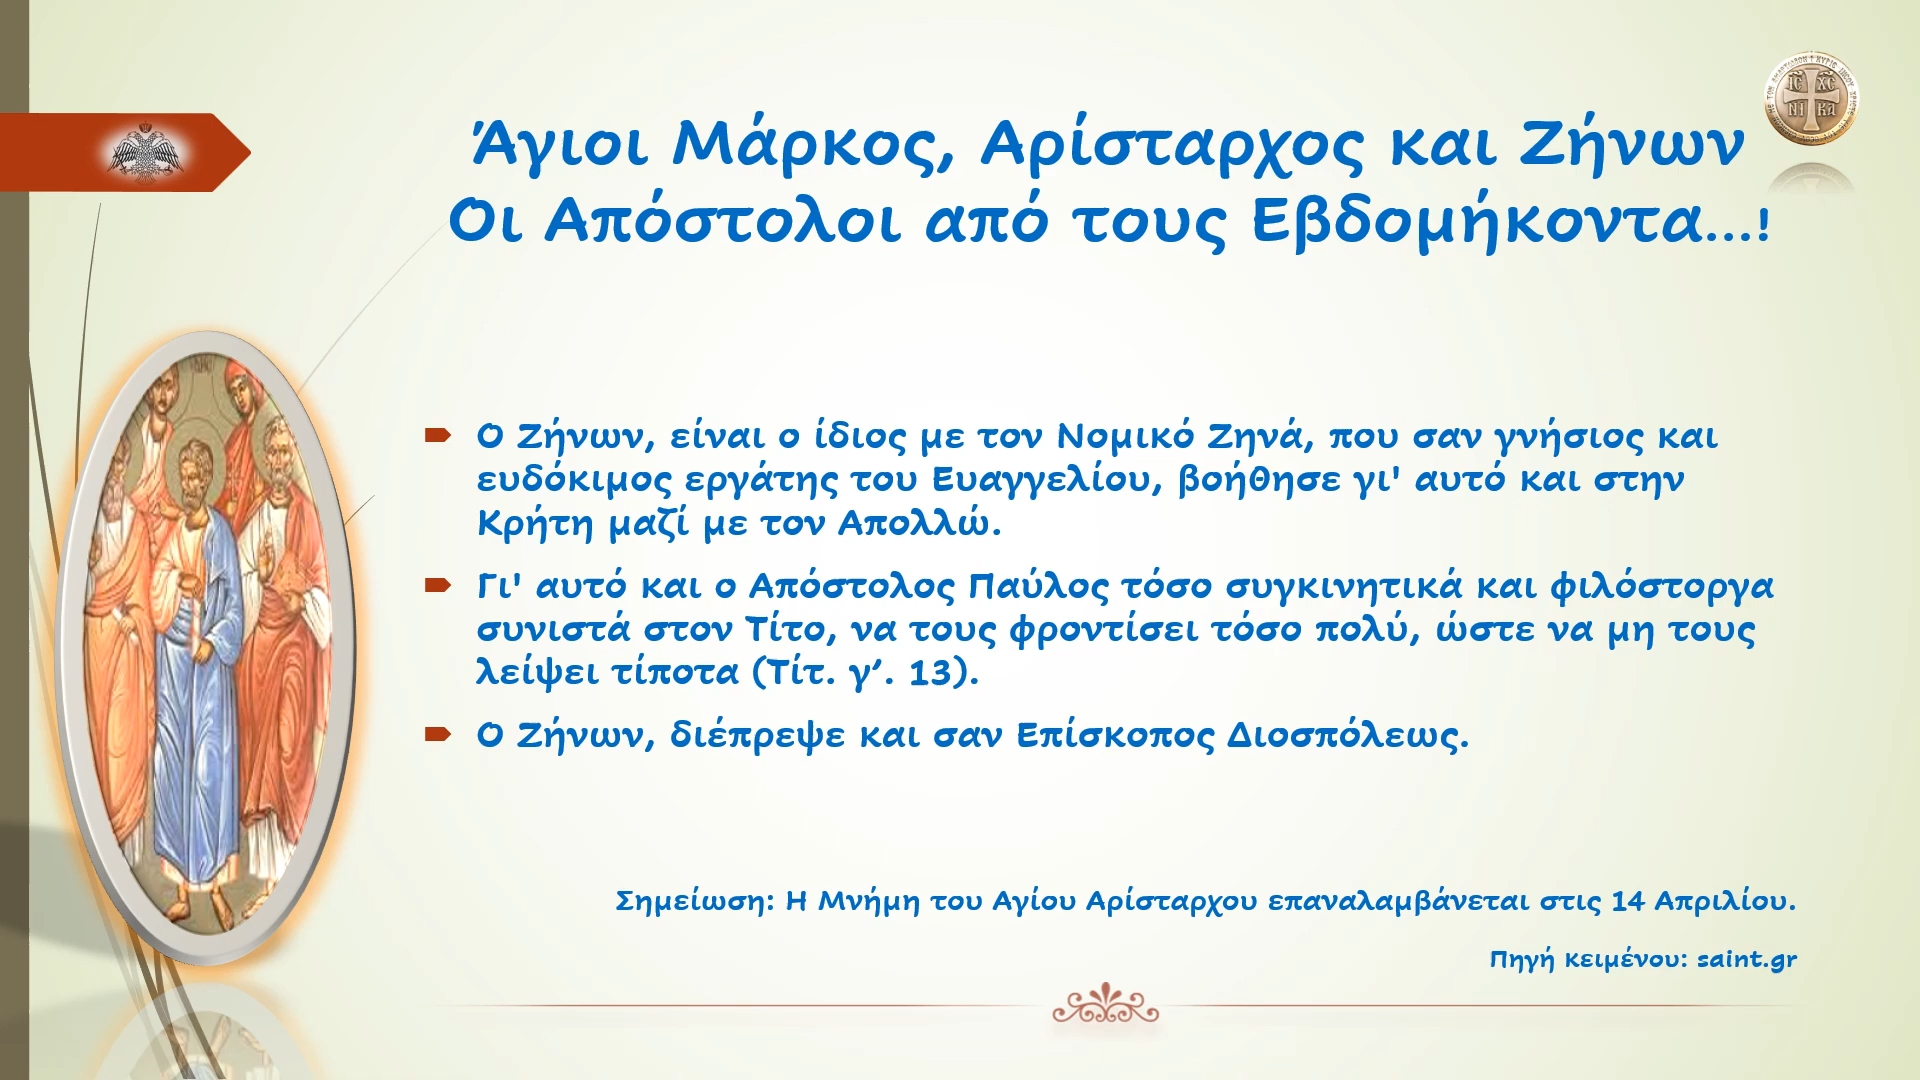 Άγιοι Μάρκος, Αρίσταρχος και Ζήνων
Οι Απόστολοι από τους Εβδομήκοντα...!
Ο Ζήνων, είναι ο ίδιος με τον Νομικό Ζηνά, που σαν γνήσιος και
ευδόκιμος εργάτης του Ευαγγελίου, βοήθησε γι' αυτό και στην
Κρήτη μαζί με τον Απολλώ.
Γι' αυτό και ο Απόστολος Παύλος τόσο συγκινητικά και φιλόστοργα
συνιστά στον Τίτο, να τους φροντίσει τόσο πολύ, ώστε να μη τους
λείψει τίποτα (Τίτ. γ’. 13).
Ο Ζήνων, διέπρεψε και σαν Επίσκοπος Διοσπόλεως.
Σημείωση: Η Μνήμη του Αγίου Αρίσταρχου επαναλαμβάνεται στις 14 Απριλίου.
Πηγή κειμένου: saint.gr
IC XC
NI KA